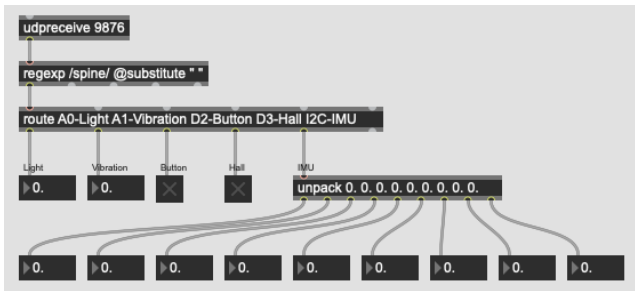 udpreceive 9876
regexp /spine/ @substitute " "
route A0-Light A1-Vibration D2-Button D3-Hall I2C-IMU
Light Vibration Button Hall IMU
0. 0. unpack 0. 0. 0. 0. 0. 0. 0. 0. 0.
0. 0. 0. 0. 0. 0. 0. 0. 0.